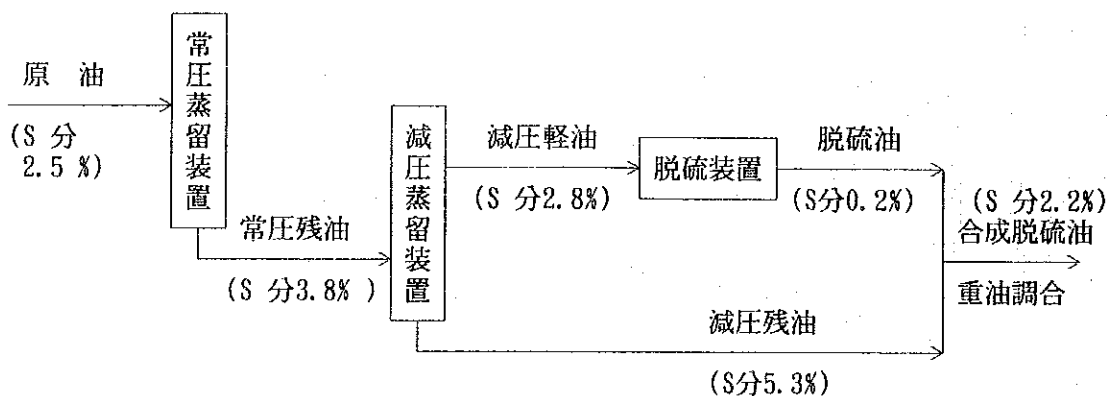 常圧蒸留装置
原 油
(S 分
2.5 %)
減圧蒸留装置
減圧軽油
(S 分2.8%)
脱硫装置
脱硫油
(S分0.2%)
(S 分2.2%)
合成脱硫油
重油調合
常圧残油
(S 分3.8% )
減圧残油
(S分5.3%)